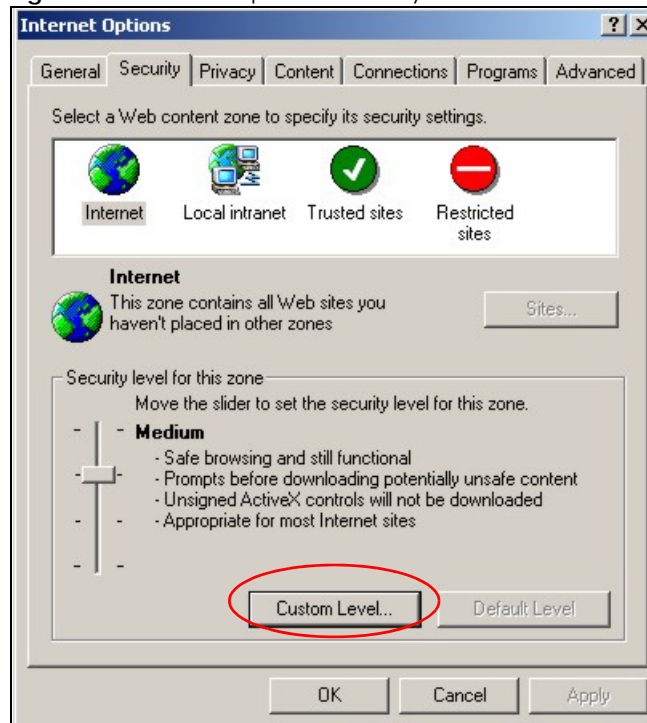 Internet Options
General Security Privacy Content Connections Programs Advanced
Select a Web content zone to specify its security settings.
Internet
Local intranet
Trusted sites
Restricted
sites
Internet
This zone contains all Web sites you
haven't placed in other zones
Sites...
Security level for this zone
Move the slider to set the security level for this zone.
Medium
- Safe browsing and still functional
- Prompts before downloading potentially unsafe content
- Unsigned ActiveX controls will not be downloaded
- Appropriate for most Internet sites
Custom Level...
Default Level
OK
Cancel
Apply